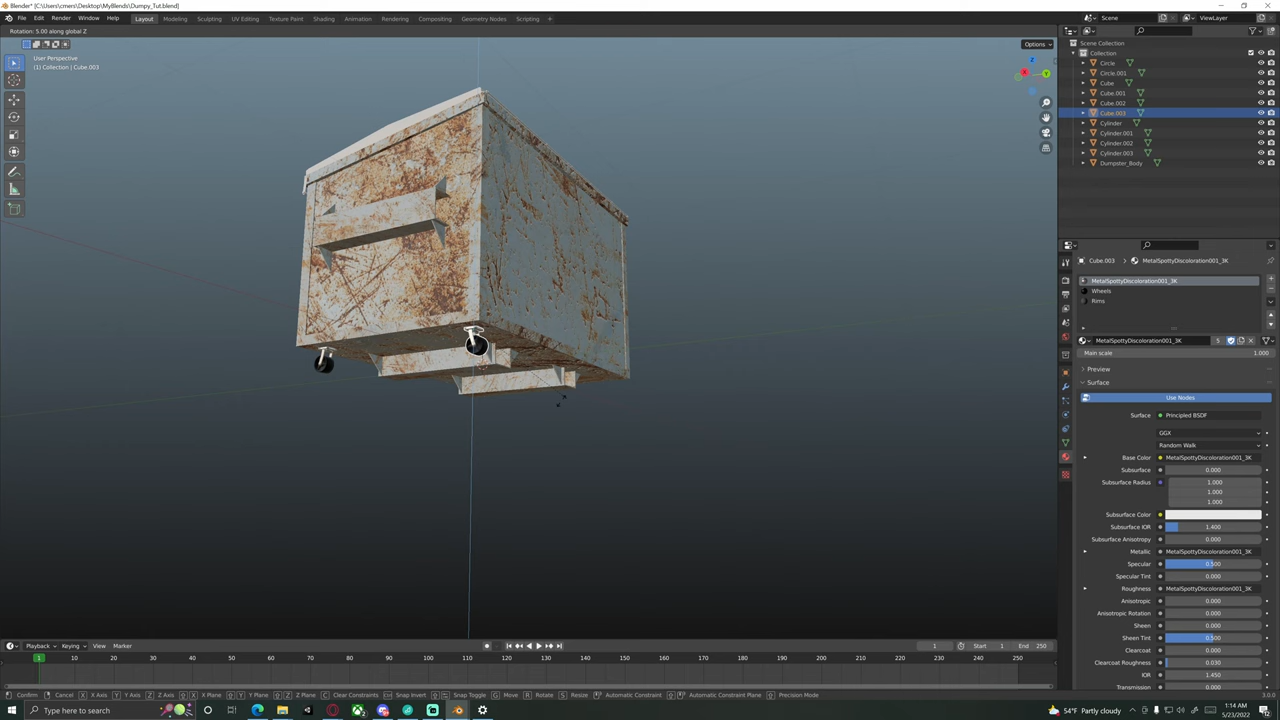 Blender* [C:\Users\cmers\Desktop\MyBlends\Dumpy_Tut.blend]
File Edit Render Window Help Layout Modeling Sculpting UV Editing Texture Paint Shading Animation Rendering Compositing Geometry Nodes Scripting + Scene ViewLayer
Rotation: 5.00 along global Z
Options
User Perspective
(1) Collection | Cube.003
X
Y
Z
Scene Collection
Collection
Circle
Circle.001
Cube
Cube.001
Cube.002
Cube.003
Cylinder
Cylinder.001
Cylinder.002
Cylinder.003
Dumpster_Body
Cube.003 > MetalSpottyDiscoloration001_3K
MetalSpottyDiscoloration001_3K
Wheels
Rims
MetalSpottyDiscoloration001_3K 5
Main scale 1.000
Preview
Surface
Use Nodes
Surface Principled BSDF
GGX
Random Walk
Base Color MetalSpottyDiscoloration001_3K
Subsurface 0.000
Subsurface Radius 1.000
1.000
1.000
Subsurface Color
Subsurface IOR 1.400
Subsurface Anisotropy 0.000
Metallic MetalSpottyDiscoloration001_3K
Specular 0.500
Specular Tint 0.000
Roughness MetalSpottyDiscoloration001_3K
Anisotropic 0.000
Anisotropic Rotation 0.000
Sheen 0.000
Sheen Tint 0.500
Clearcoat 0.000
Clearcoat Roughness 0.030
IOR 1.450
Transmission 0.000
Playback Keying View Marker 1 Start 1 End 250
1 10 20 30 40 50 60 70 80 90 100 110 120 130 140 150 160 170 180 190 200 210 220 230 240 250
Confirm Cancel X X Axis Y Y Axis Z Z Axis X X Plane Y Y Plane Z Z Plane C Clear Constraints Snap Invert Snap Toggle G Move R Rotate S Resize Automatic Constraint Automatic Constraint Plane Precision Mode 3.0.0
Type here to search
54°F Partly cloudy
1:14 AM
5/23/2022